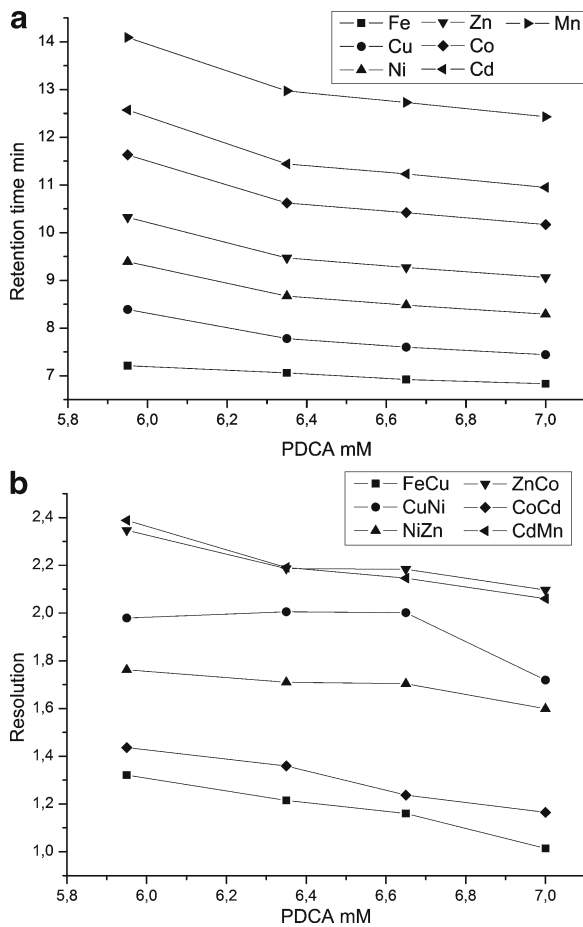 a
Fe Zn Mn
Cu Co
Ni Cd
14
13
12
11
10
9
8
7
Retention time min
5,8 6,0 6,2 6,4 6,6 6,8 7,0
PDCA mM
b
FeCu ZnCo
CuNi CoCd
NiZn CdMn
2,4
2,2
2,0
1,8
1,6
1,4
1,2
1,0
Resolution
5,8 6,0 6,2 6,4 6,6 6,8 7,0
PDCA mM